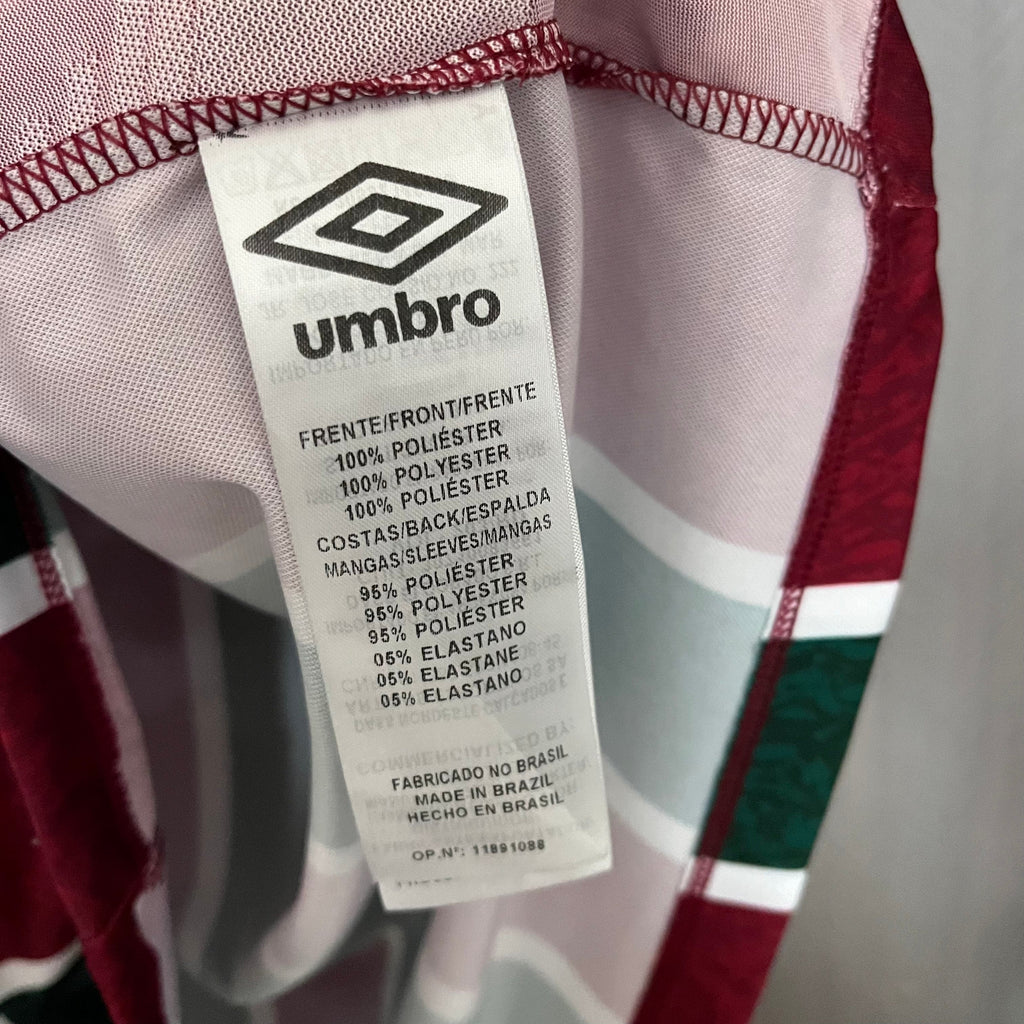 umbro
FRENTE/FRONT/FRENTE
100% POLIÉSTER
100% POLYESTER
100% POLIÉSTER
COSTAS/BACK/ESPALDA
MANGAS/SLEEVES/MANGAS
95% POLIÉSTER
95% POLYESTER
95% POLIÉSTER
05% ELASTANO
05% ELASTANE
05% ELASTANO
FABRICADO NO BRASIL
MADE IN BRAZIL
HECHO EN BRASIL
OP.Nº: 11891088